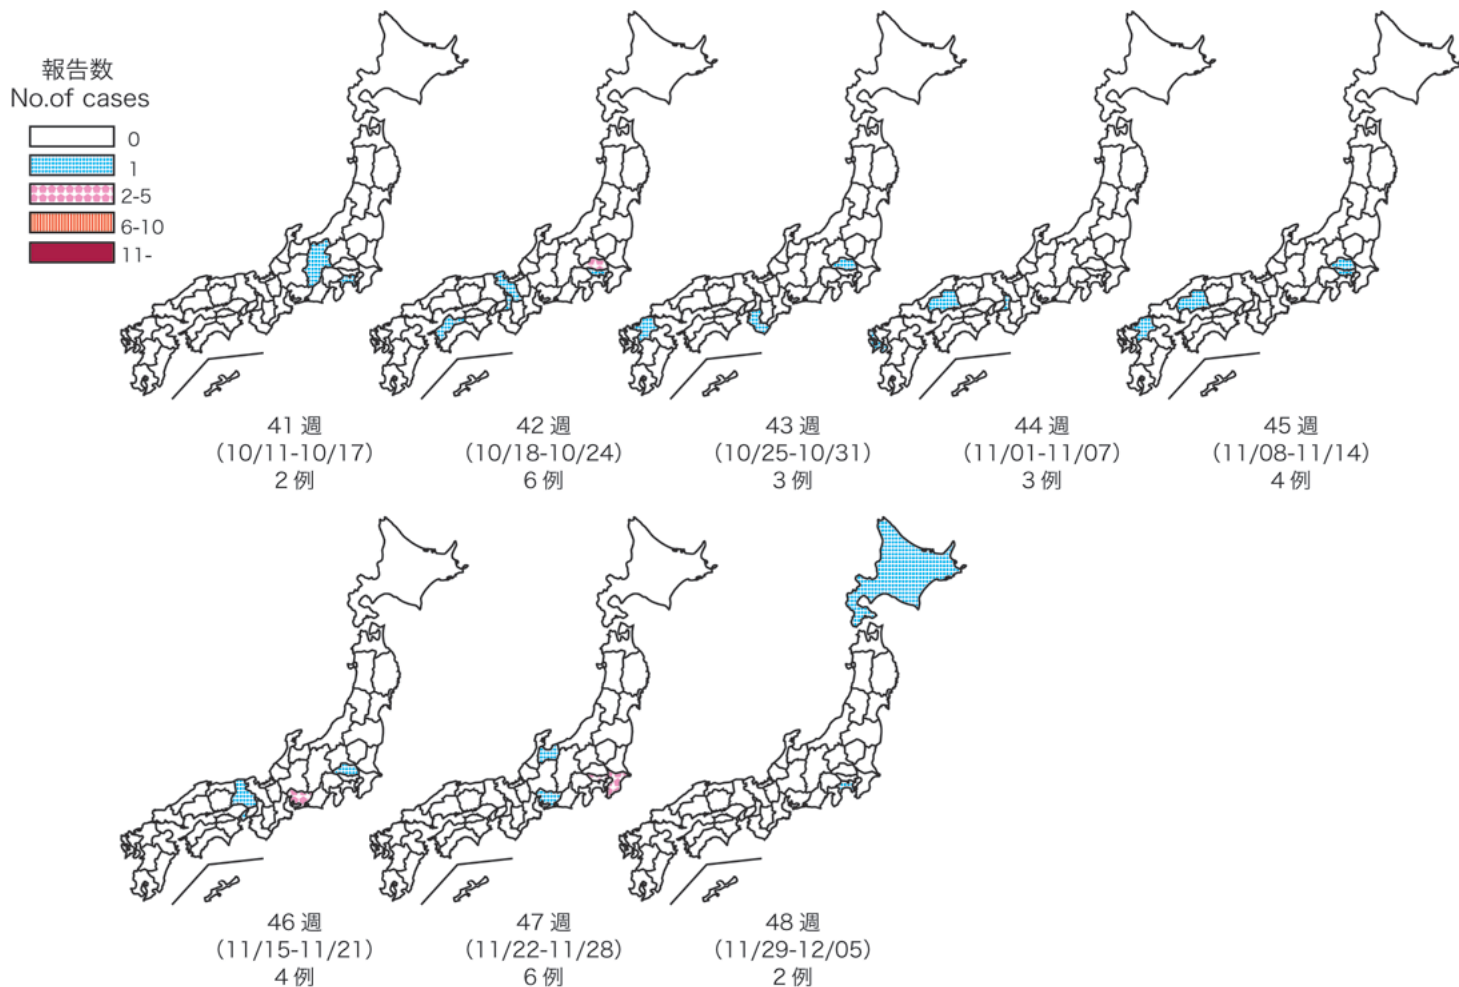 報告数
No.of cases
0
1
2-5
6-10
11-
41 週
(10/11-10/17)
2 例
42 週
(10/18-10/24)
6 例
43 週
(10/25-10/31)
3 例
44 週
(11/01-11/07)
3 例
45 週
(11/08-11/14)
4 例
46 週
(11/15-11/21)
4 例
47 週
(11/22-11/28)
6 例
48 週
(11/29-12/05)
2 例